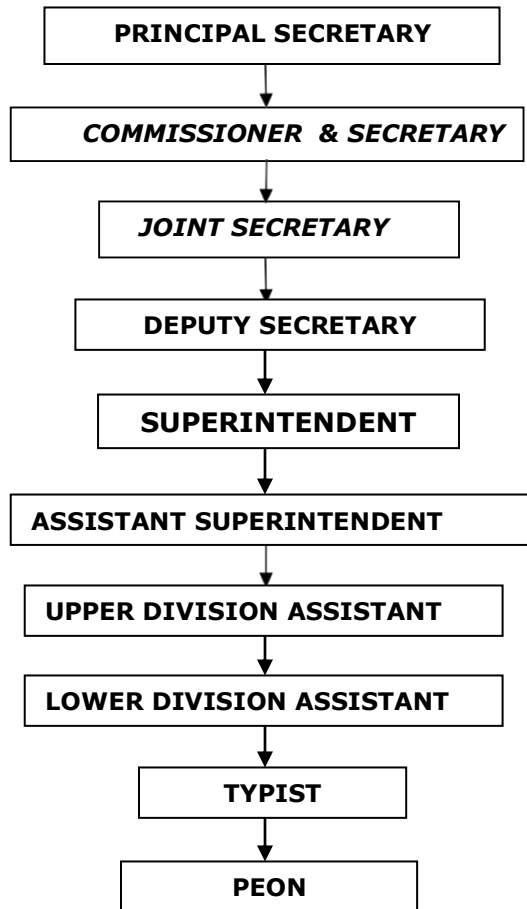 PRINCIPAL SECRETARY
COMMISSIONER & SECRETARY
JOINT SECRETARY
DEPUTY SECRETARY
SUPERINTENDENT
ASSISTANT SUPERINTENDENT
UPPER DIVISION ASSISTANT
LOWER DIVISION ASSISTANT
TYPIST
PEON